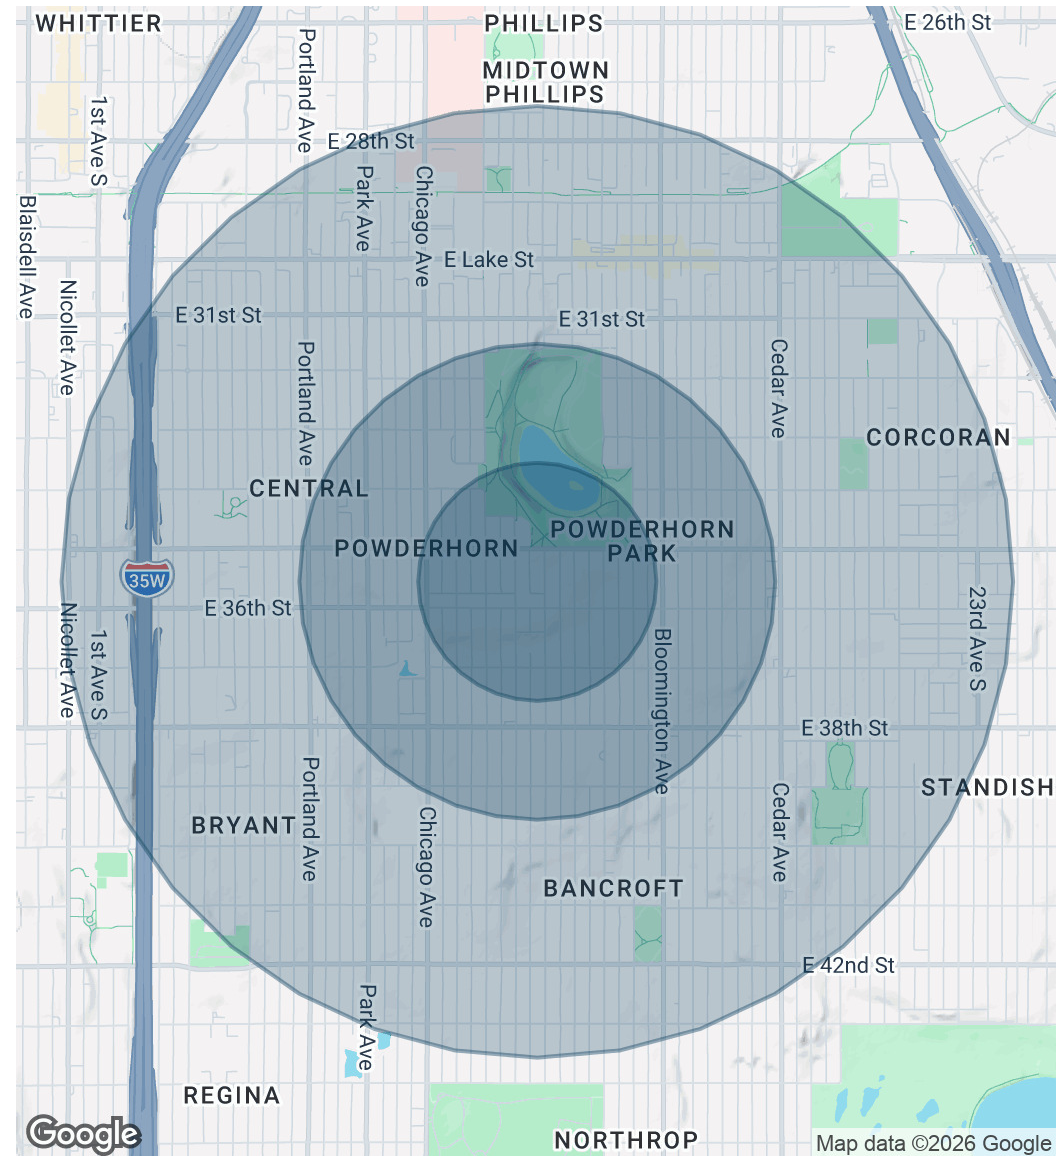 WHITTIER
PHILLIPS
E 26th St
MIDTOWN
PHILLIPS
Portland Ave
1st Ave S
E 28th St
Park Ave
Chicago Ave
Blaisdell Ave
E Lake St
Nicollet Ave
E 31st St
E 31st St
Portland Ave
Cedar Ave
CORCORAN
CENTRAL
POWDERHORN
POWDERHORN
PARK
35W
E 36th St
Nicollet Ave
1st Ave S
23rd Ave S
Bloomington Ave
E 38th St
STANDISH
Portland Ave
Cedar Ave
BRYANT
Chicago Ave
BANCROFT
E 42nd St
Park Ave
REGINA
NORTHROP
Google
Map data ©2026 Google